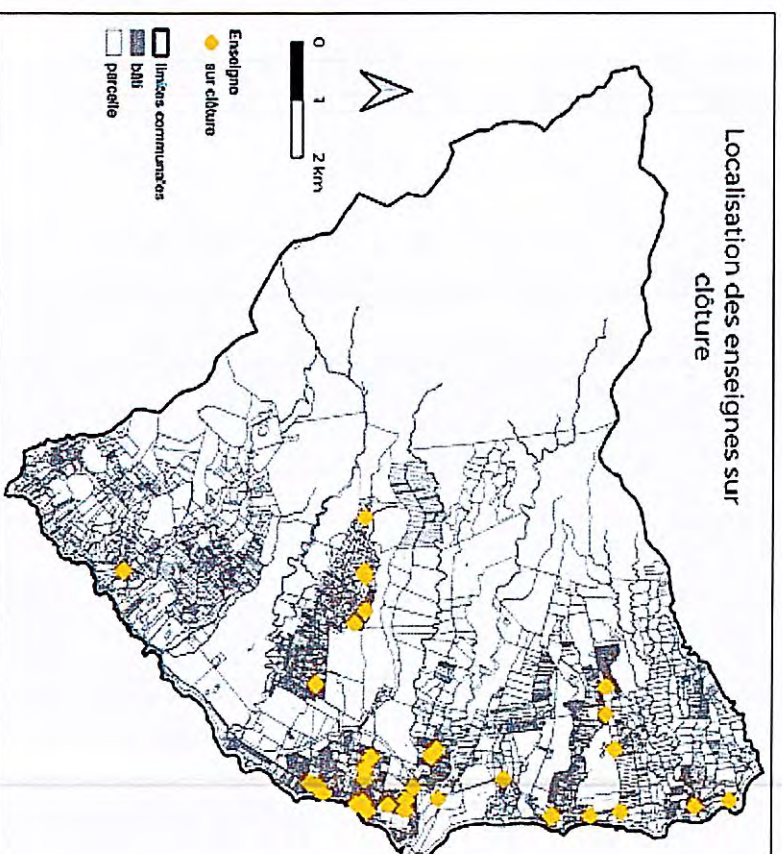 Localisation des enseignes sur
clôture
0 1 2 km
Enseigne
sur clôture
limites communales
bâti
parcelle